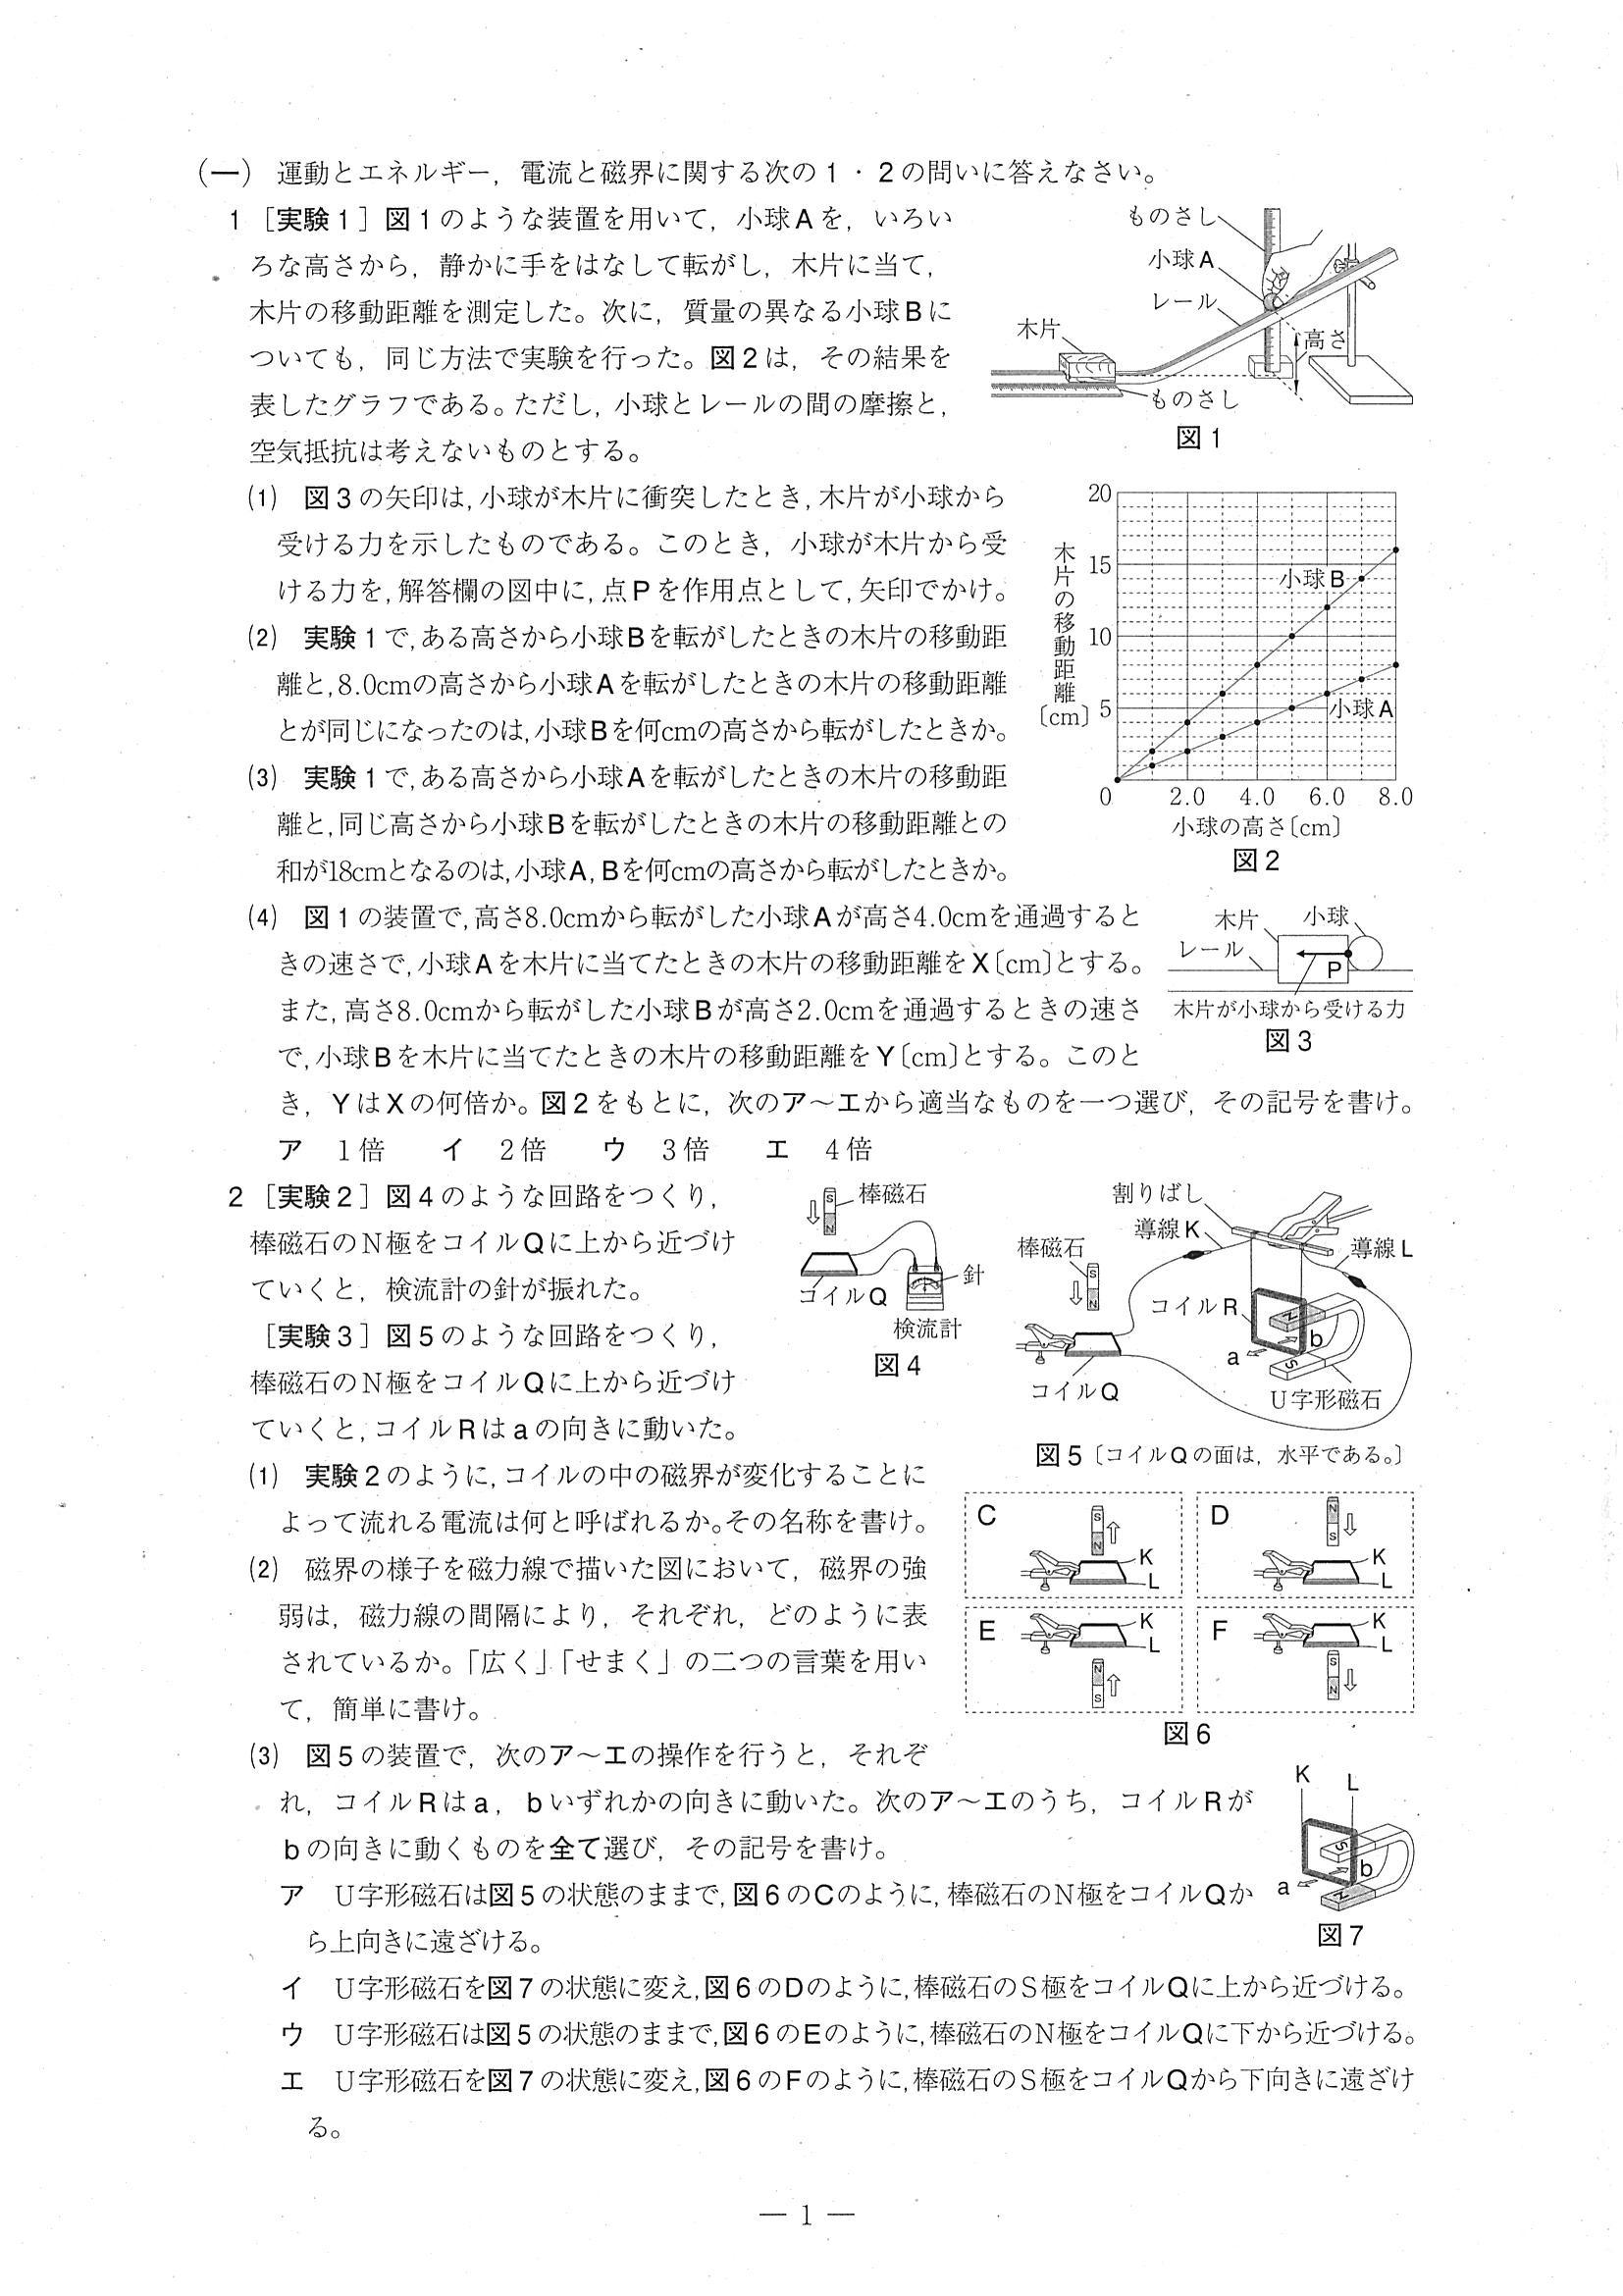 (一) 運動とエネルギー，電流と磁界に関する次の1・2の問いに答えなさい。
1 ［実験1］図1のような装置を用いて，小球Aを，いろい
ろな高さから，静かに手をはなして転がし，木片に当て，
木片の移動距離を測定した。次に，質量の異なる小球Bに
ついても，同じ方法で実験を行った。図2は，その結果を
表したグラフである。ただし，小球とレールの間の摩擦と，
空気抵抗は考えないものとする。
ものさし
小球A
レール
木片
高さ
ものさし
図1
(1) 図3の矢印は，小球が木片に衝突したとき，木片が小球から
受ける力を示したものである。このとき，小球が木片から受
ける力を，解答欄の図中に，点Pを作用点として，矢印でかけ。
(2) 実験1で，ある高さから小球Bを転がしたときの木片の移動距
離と，8.0cmの高さから小球Aを転がしたときの木片の移動距離
とが同じになったのは，小球Bを何cmの高さから転がしたときか。
(3) 実験1で，ある高さから小球Aを転がしたときの木片の移動距
離と，同じ高さから小球Bを転がしたときの木片の移動距離との
和が18cmとなるのは，小球A，Bを何cmの高さから転がしたときか。
20
15
10
5
0
木片の移動距離〔cm〕
小球B
小球A
2.0 4.0 6.0 8.0
小球の高さ〔cm〕
図2
(4) 図1の装置で，高さ8.0cmから転がした小球Aが高さ4.0cmを通過すると
きの速さで，小球Aを木片に当てたときの木片の移動距離をX〔cm〕とする。
また，高さ8.0cmから転がした小球Bが高さ2.0cmを通過するときの速さ
で，小球Bを木片に当てたときの木片の移動距離をY〔cm〕とする。このと
き，YはXの何倍か。図2をもとに，次のア～エから適当なものを一つ選び，その記号を書け。
ア 1倍 イ 2倍 ウ 3倍 エ 4倍
木片 小球
レール
P
木片が小球から受ける力
図3
2 ［実験2］図4のような回路をつくり，
棒磁石のN極をコイルQに上から近づけ
ていくと，検流計の針が振れた。
［実験3］図5のような回路をつくり，
棒磁石のN極をコイルQに上から近づけ
ていくと，コイルRはaの向きに動いた。
S
N
棒磁石
針
コイルQ
検流計
図4
割りばし
導線K
導線L
棒磁石
S
N
コイルR
N
b
a
S
コイルQ
U字形磁石
図5〔コイルQの面は，水平である。〕
(1) 実験2のように，コイルの中の磁界が変化することに
よって流れる電流は何と呼ばれるか。その名称を書け。
(2) 磁界の様子を磁力線で描いた図において，磁界の強
弱は，磁力線の間隔により，それぞれ，どのように表
されているか。「広く」「せまく」の二つの言葉を用い
て，簡単に書け。
C
S
N
K
L
D
N
S
K
L
E
K
L
N
S
F
K
L
S
N
図6
(3) 図5の装置で，次のア～エの操作を行うと，それぞ
れ，コイルRはa，bいずれかの向きに動いた。次のア～エのうち，コイルRが
bの向きに動くものを全て選び，その記号を書け。
ア U字形磁石は図5の状態のままで，図6のCのように，棒磁石のN極をコイルQか
ら上向きに遠ざける。
イ U字形磁石を図7の状態に変え，図6のDのように，棒磁石のS極をコイルQに上から近づける。
ウ U字形磁石は図5の状態のままで，図6のEのように，棒磁石のN極をコイルQに下から近づける。
エ U字形磁石を図7の状態に変え，図6のFのように，棒磁石のS極をコイルQから下向きに遠ざけ
る。
K L
S
b
a
N
図7
― 1 ―